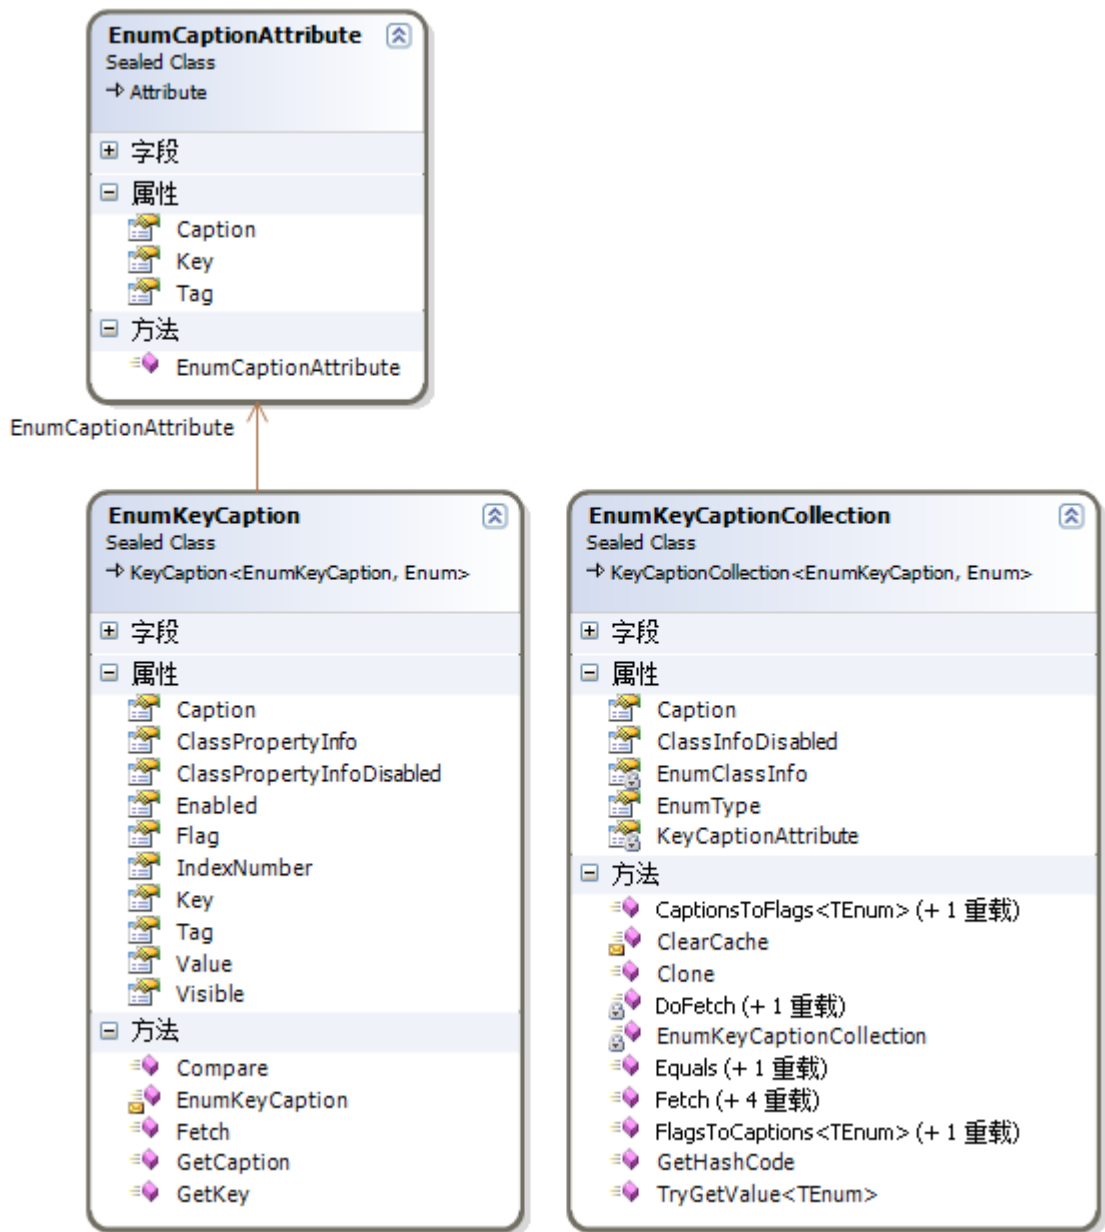 EnumCaptionAttribute
Sealed Class
Attribute
字段
属性
Caption
Key
Tag
方法
EnumCaptionAttribute
EnumCaptionAttribute
EnumKeyCaption
Sealed Class
KeyCaption<EnumKeyCaption, Enum>
字段
属性
Caption
ClassPropertyInfo
ClassPropertyInfoDisabled
Enabled
Flag
IndexNumber
Key
Tag
Value
Visible
方法
Compare
EnumKeyCaption
Fetch
GetCaption
GetKey
EnumKeyCaptionCollection
Sealed Class
KeyCaptionCollection<EnumKeyCaption, Enum>
字段
属性
Caption
ClassInfoDisabled
EnumClassInfo
EnumType
KeyCaptionAttribute
方法
CaptionsToFlags<TEnum> (+ 1 重载)
ClearCache
Clone
DoFetch (+ 1 重载)
EnumKeyCaptionCollection
Equals (+ 1 重载)
Fetch (+ 4 重载)
FlagsToCaptions<TEnum> (+ 1 重载)
GetHashCode
TryGetValue<TEnum>